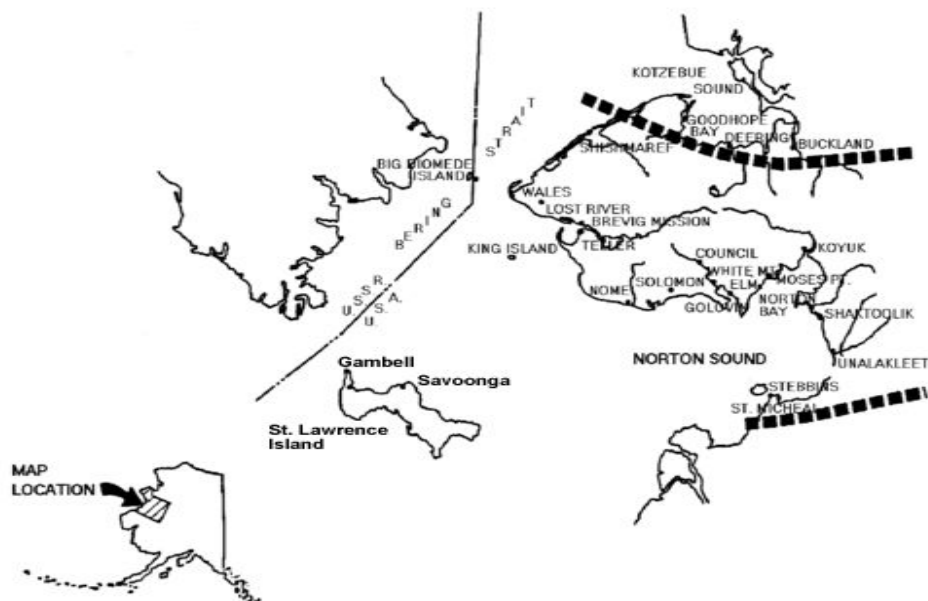 KOTZEBUE
SOUND
STRAIT
GOODHOPE
BAY
DEERING
BUCKLAND
SHISHMAREF
BIG DIOMEDE
ISLAND
WALES
LOST RIVER
BERING
BREVIG MISSION
TELLER
KING ISLAND
KOYUK
COUNCIL
WHITE MT.
MOSES PT.
ELIM
SOLOMON
NOME
NORTON
BAY
GOLOVIN
SHAKTOOLIK
U.S.S.R.
U.S.A.
NORTON SOUND
UNALAKLEET
Gambell
Savoonga
STEBBINS
ST. MICHEAL
St. Lawrence
Island
MAP
LOCATION